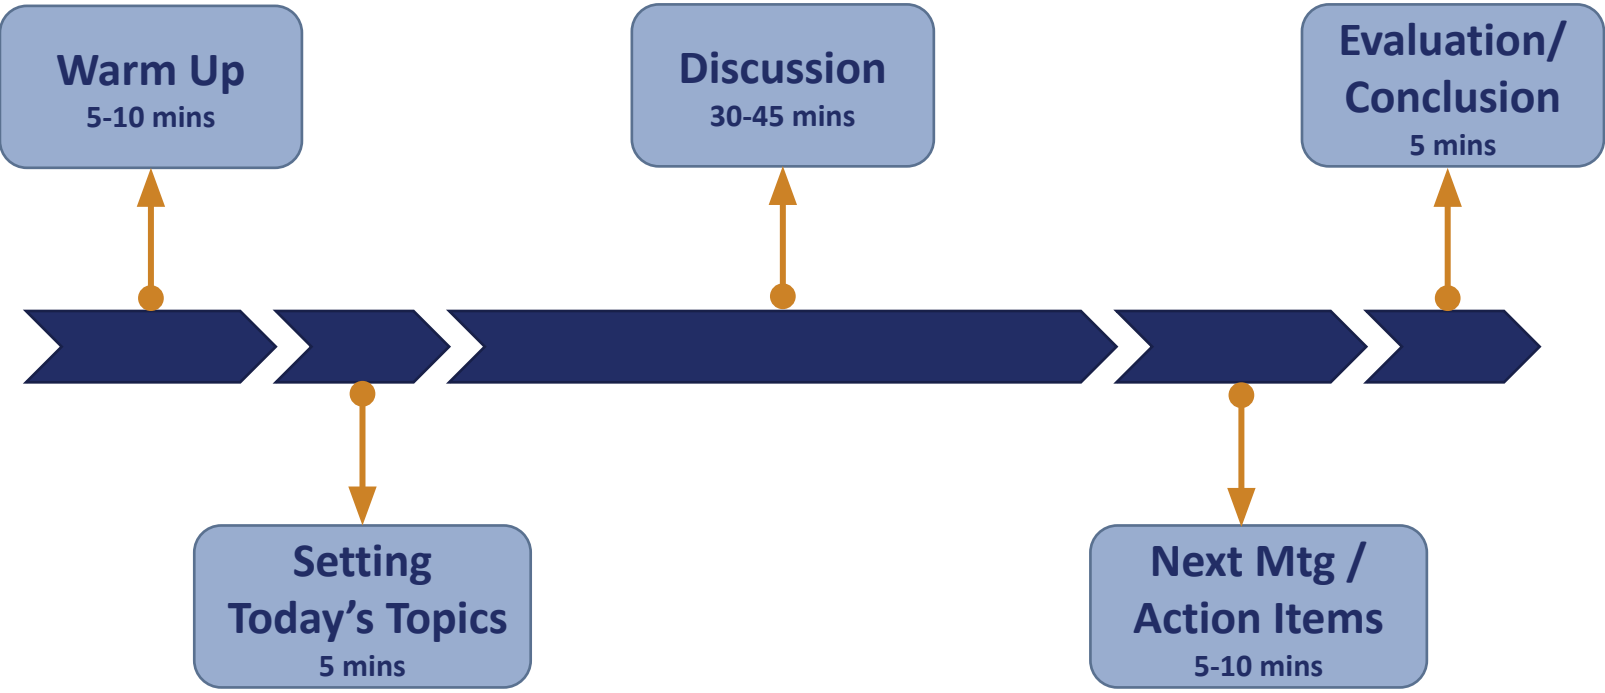 Warm Up
5-10 mins
Discussion
30-45 mins
Evaluation/
Conclusion
5 mins
Setting
Today’s Topics
5 mins
Next Mtg /
Action Items
5-10 mins